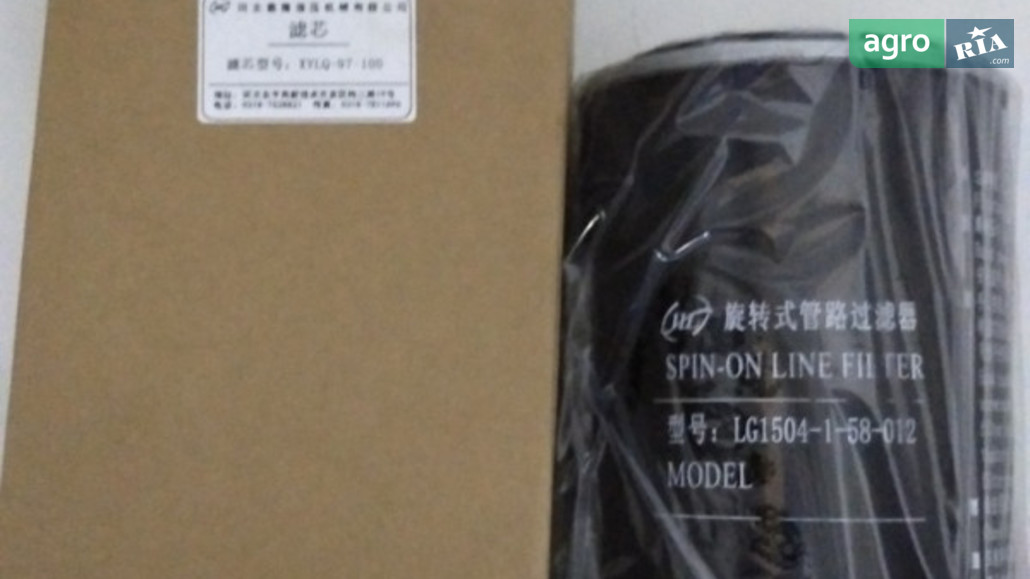 滤芯
滤芯型号: XYLQ-97-100
agro
RIA
.com
旋转式管路过滤器
SPIN-ON LINE FILTER
型号: LG1504-1-58-012
MODEL